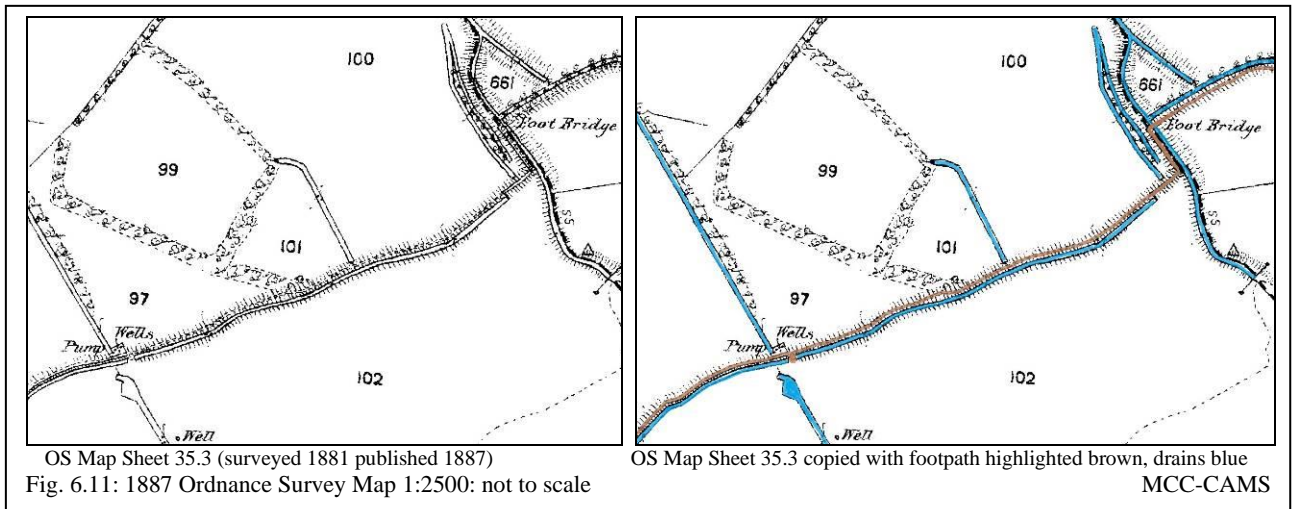 100
661
Foot Bridge
99
101
97
Wells
Pump
102
Well
SS
100
661
Foot Bridge
99
101
97
Wells
Pump
102
Well
SS
OS Map Sheet 35.3 (surveyed 1881 published 1887)
OS Map Sheet 35.3 copied with footpath highlighted brown, drains blue
Fig. 6.11: 1887 Ordnance Survey Map 1:2500: not to scale
MCC-CAMS